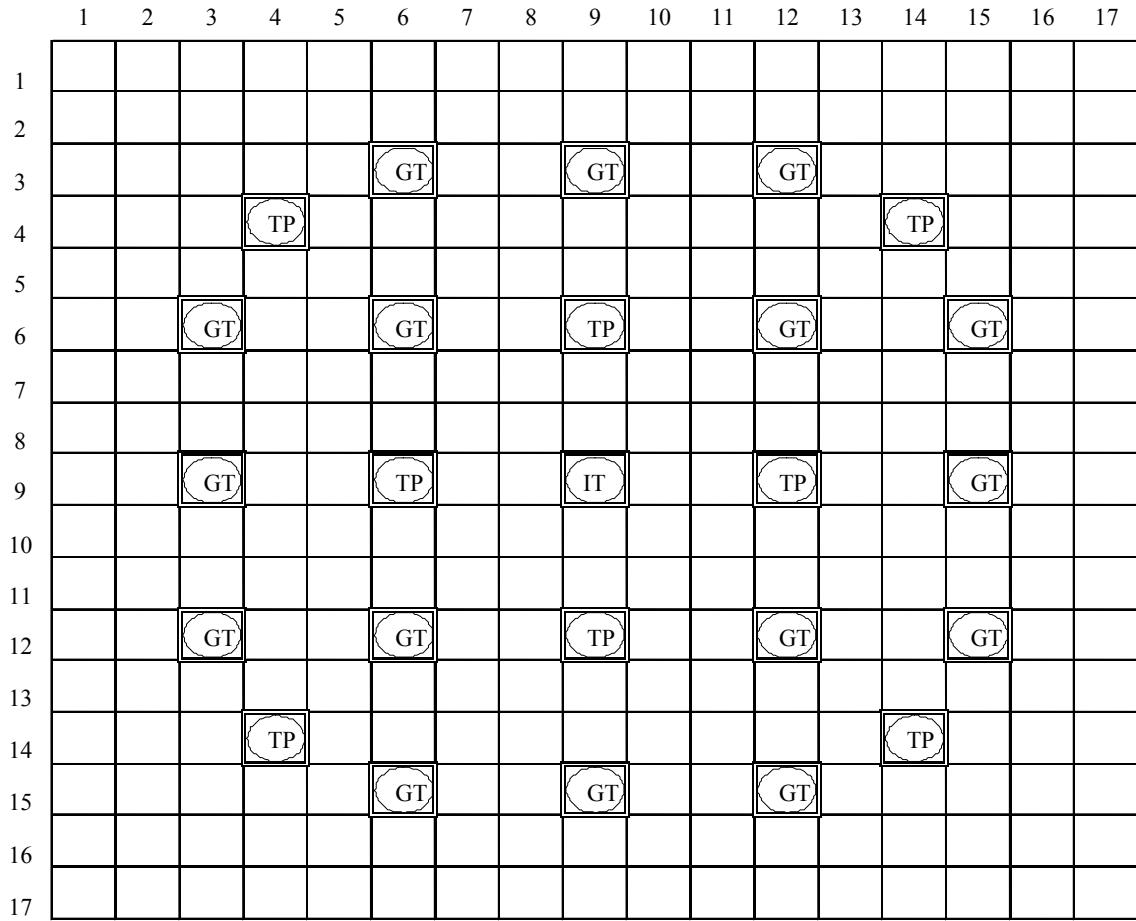 1 2 3 4 5 6 7 8 9 10 11 12 13 14 15 16 17
1
2
3 GT GT GT
4 TP TP
5
6 GT GT TP GT GT
7
8
9 GT TP IT TP GT
10
11
12 GT GT TP GT GT
13
14 TP TP
15 GT GT GT
16
17